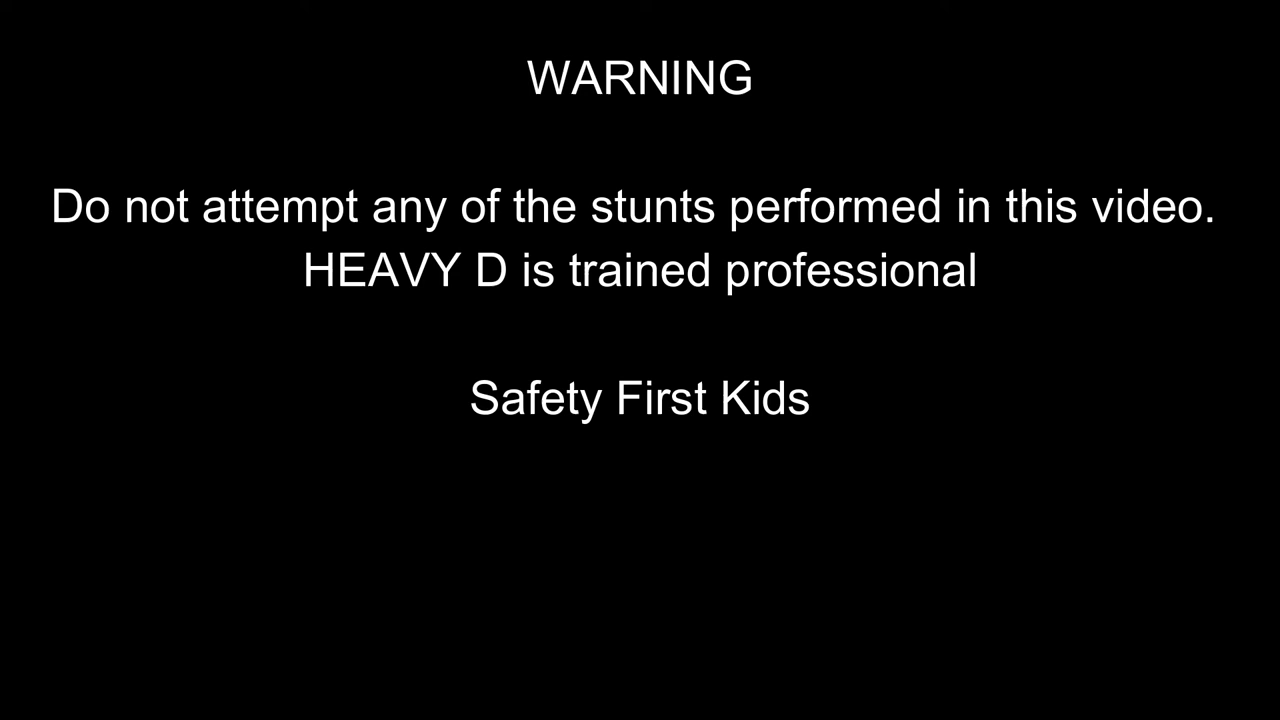 WARNING
Do not attempt any of the stunts performed in this video.
HEAVY D is trained professional
Safety First Kids